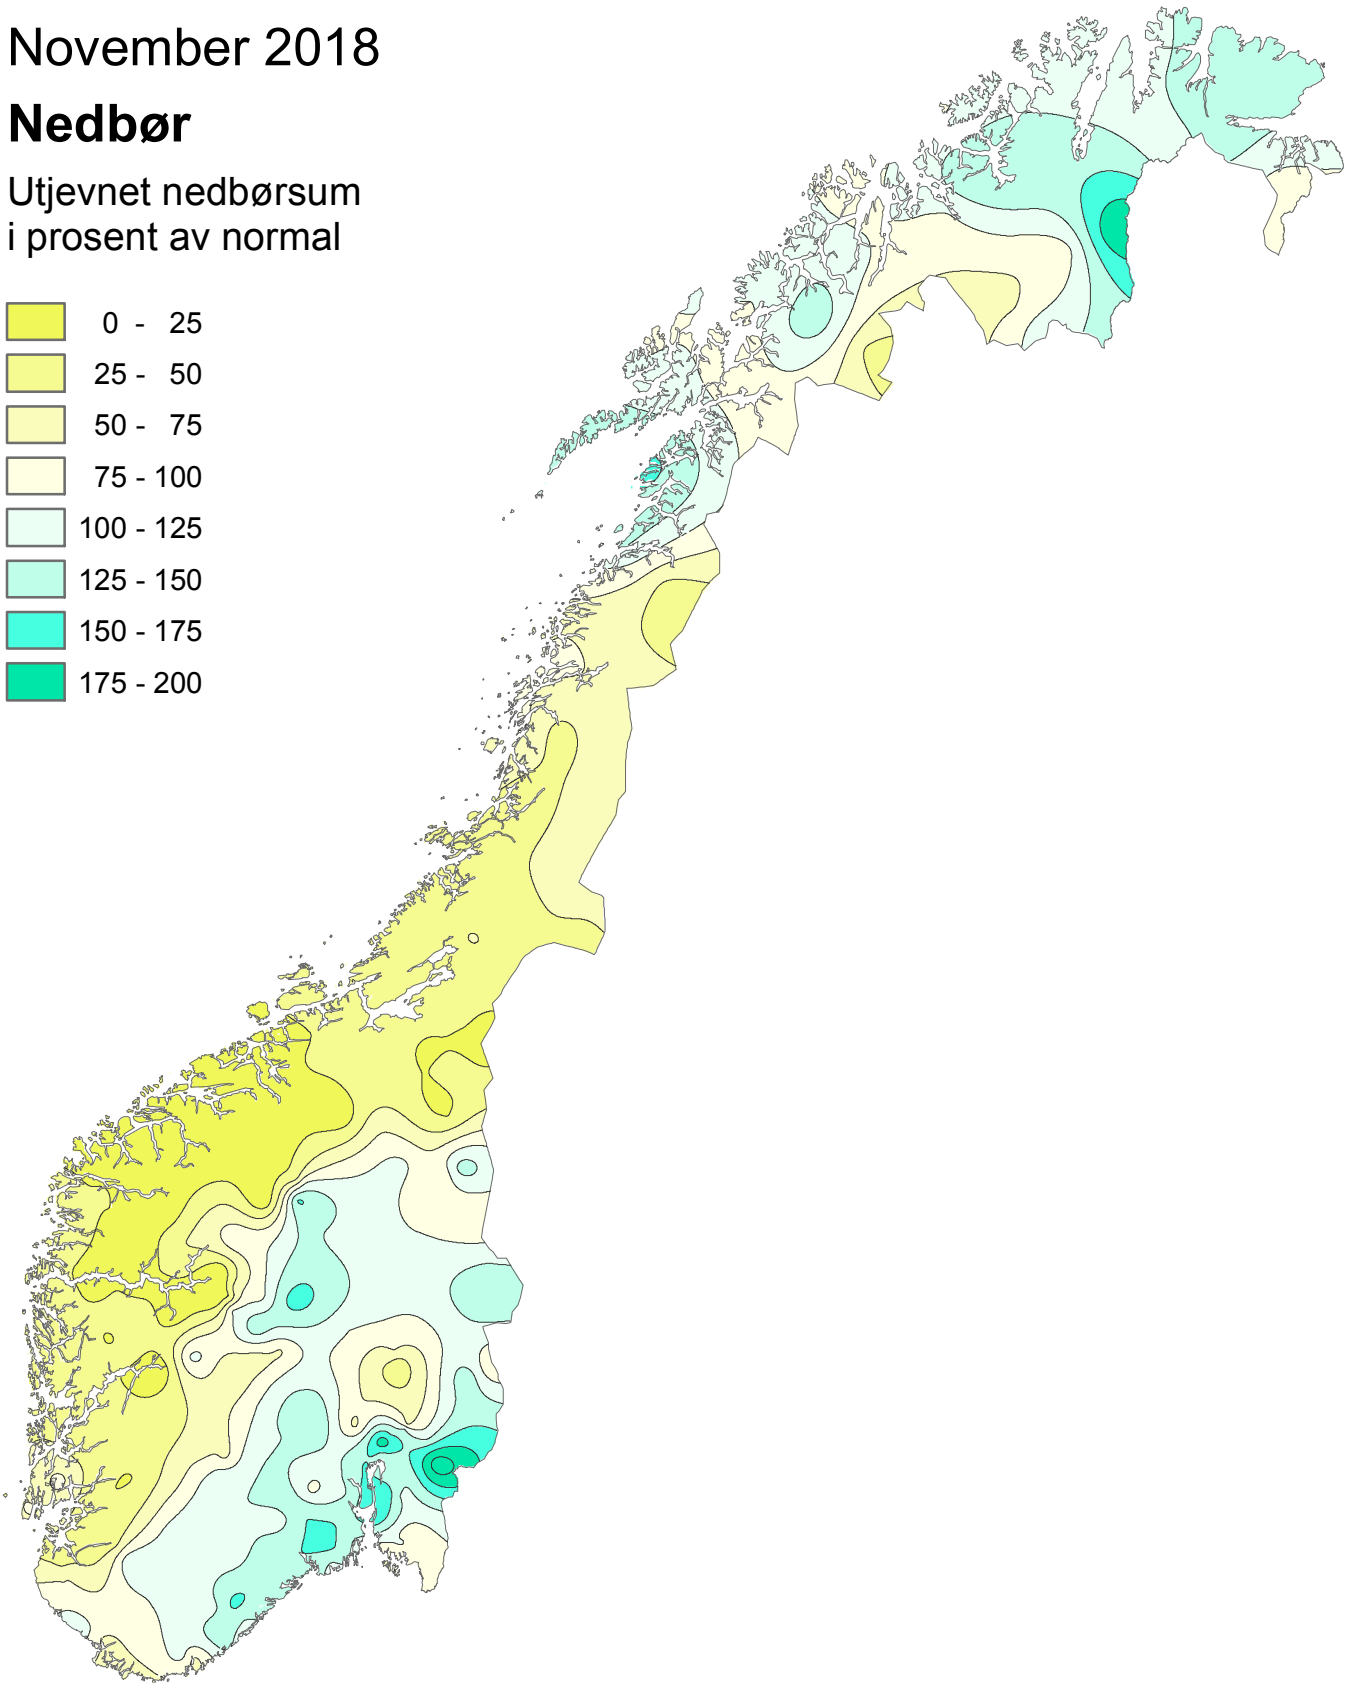 November 2018
Nedbør
Utjevnet nedbørsum
i prosent av normal
0 - 25
25 - 50
50 - 75
75 - 100
100 - 125
125 - 150
150 - 175
175 - 200